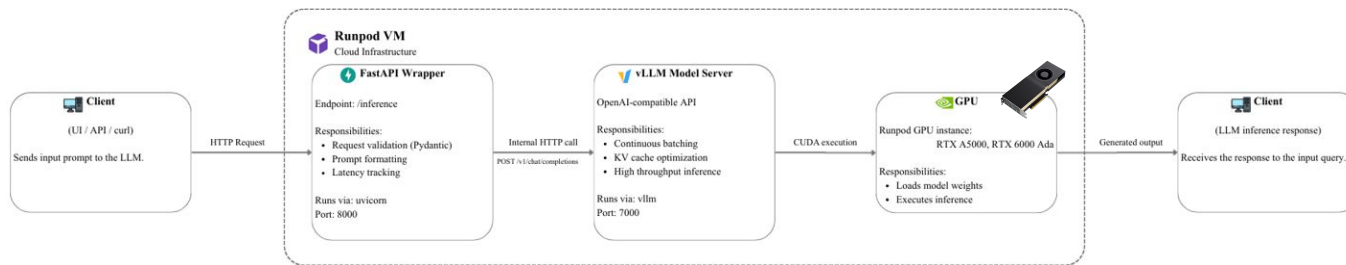 Runpod VM
Cloud Infrastructure
Client
(UI / API / curl)
Sends input prompt to the LLM.
HTTP Request
FastAPI Wrapper
Endpoint: /inference
Responsibilities:
• Request validation (Pydantic)
• Prompt formatting
• Latency tracking
Runs via: uvicorn
Port: 8000
Internal HTTP call
POST /v1/chat/completions
vLLM Model Server
OpenAI-compatible API
Responsibilities:
• Continuous batching
• KV cache optimization
• High throughput inference
Runs via: vllm
Port: 7000
CUDA execution
GPU
Runpod GPU instance:
RTX A5000, RTX 6000 Ada
Responsibilities:
• Loads model weights
• Executes inference
Generated output
Client
(LLM inference response)
Receives the response to the input query.